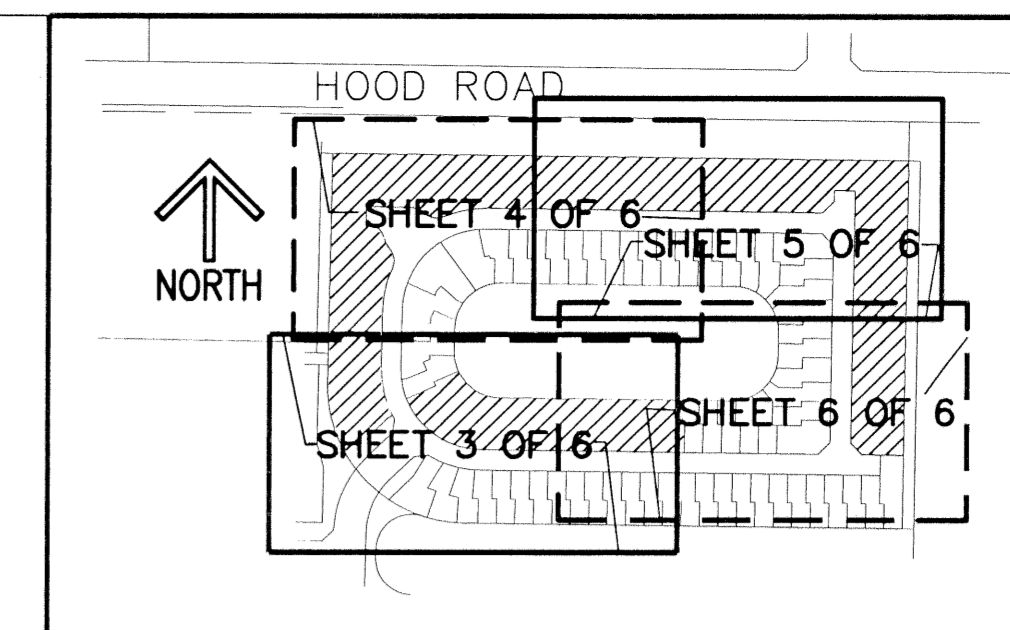 HOOD ROAD
SHEET 4 OF 6
SHEET 5 OF 6
NORTH
SHEET 6 OF 6
SHEET 3 OF 6